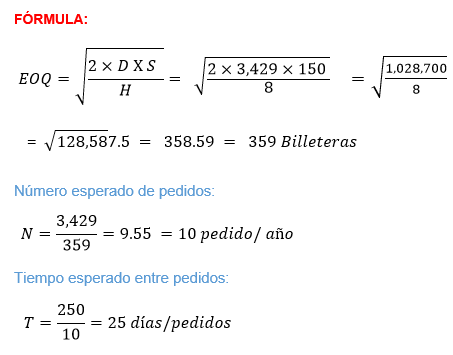 FÓRMULA:
EOQ = √(2 × D X S / H) = √(2 × 3,429 × 150 / 8) = √(1,028,700 / 8)
= √128,587.5 = 358.59 = 359 Billeteras
Número esperado de pedidos:
N = 3,429 / 359 = 9.55 = 10 pedido/ año
Tiempo esperado entre pedidos:
T = 250 / 10 = 25 días/pedidos